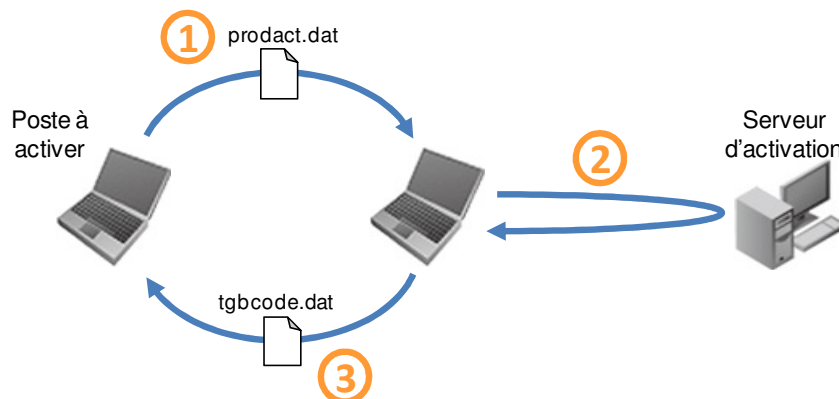 1
prodact.dat
Poste à
activer
2
Serveur
d'activation
tgbcode.dat
3